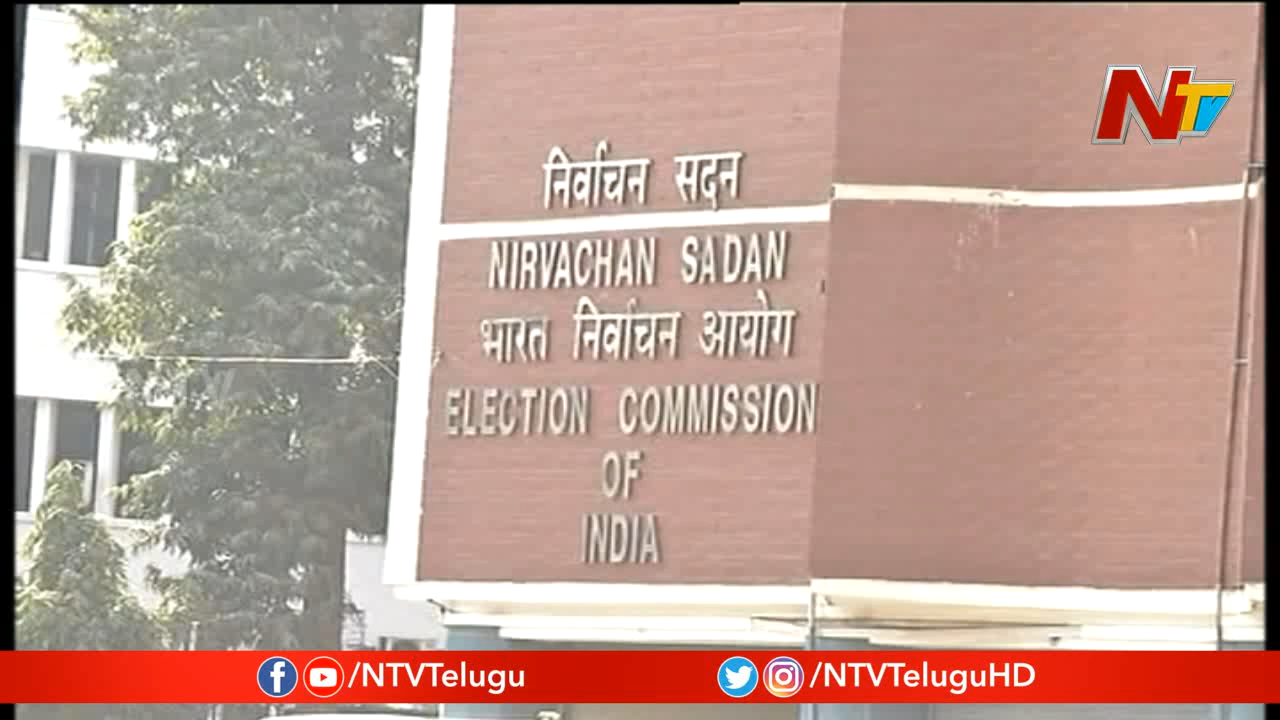 NTV
निर्वाचन सदन
NIRVACHAN SADAN
भारत निर्वाचन आयोग
ELECTION COMMISSION
OF
INDIA
/NTVTelugu
/NTVTeluguHD